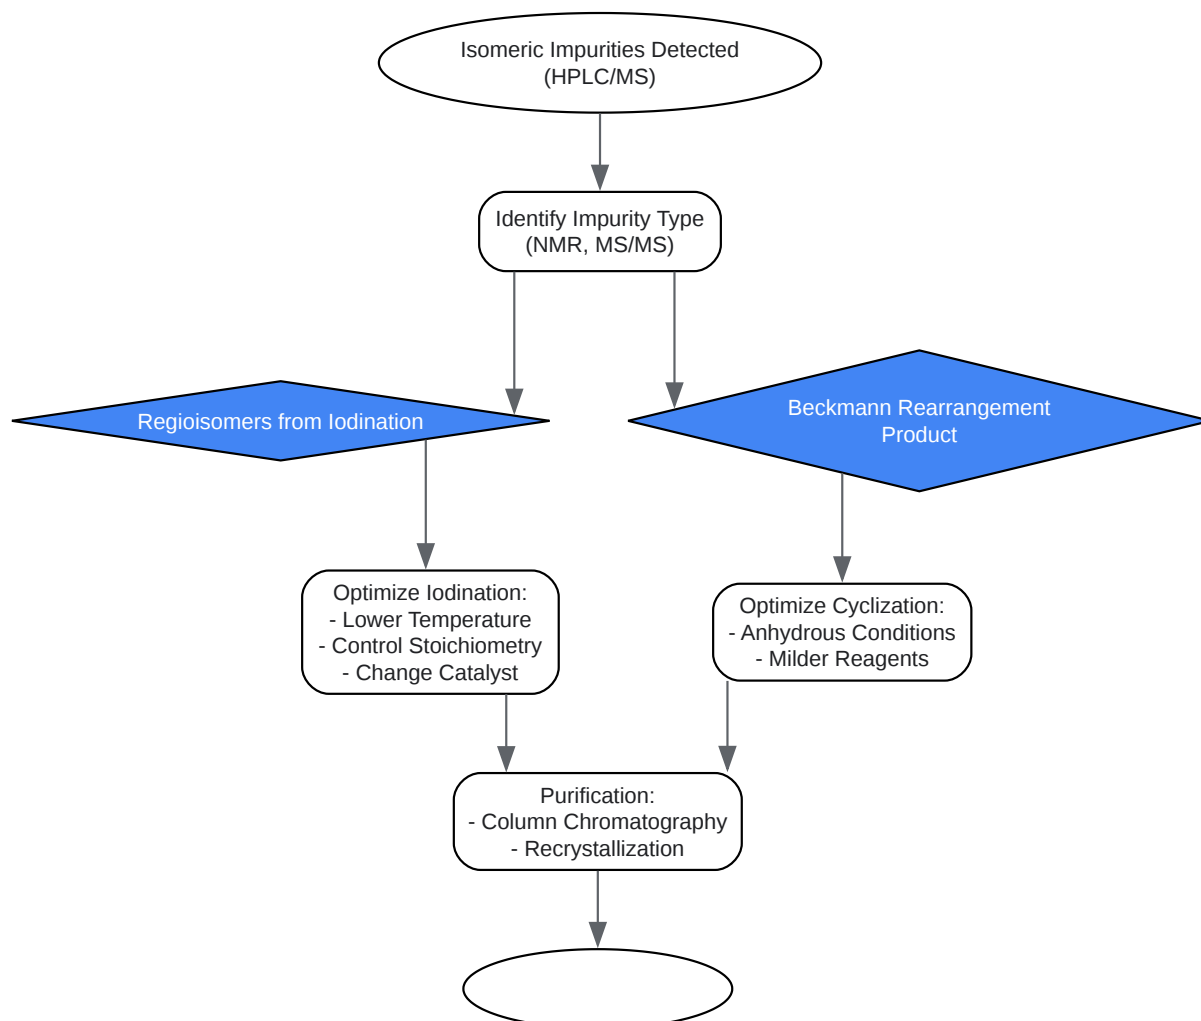 Isomeric Impurities Detected
(HPLC/MS)
Identify Impurity Type
(NMR, MS/MS)
Regioisomers from Iodination
Beckmann Rearrangement
Product
Optimize Iodination:
- Lower Temperature
- Control Stoichiometry
- Change Catalyst
Optimize Cyclization:
- Anhydrous Conditions
- Milder Reagents
Purification:
- Column Chromatography
- Recrystallization